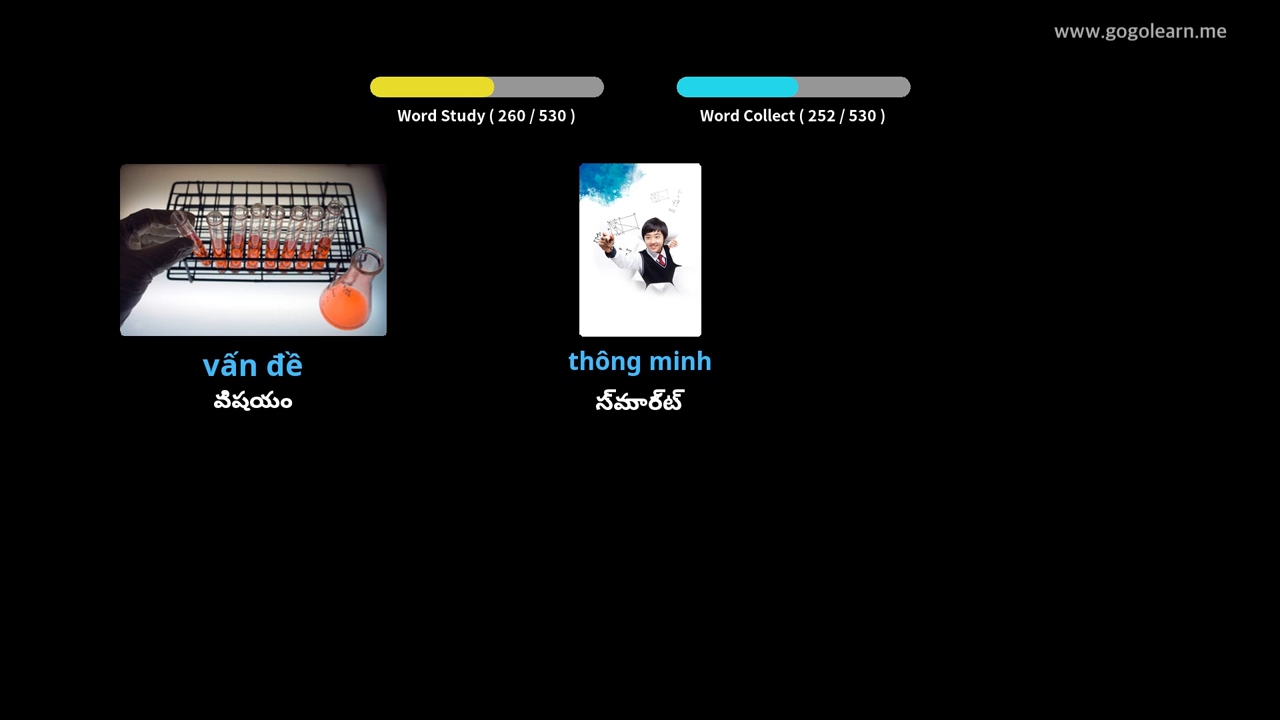 www.gogolearn.me
Word Study ( 260 / 530 )
Word Collect ( 252 / 530 )
vấn đề
విషయం
thông minh
స్మార్ట్